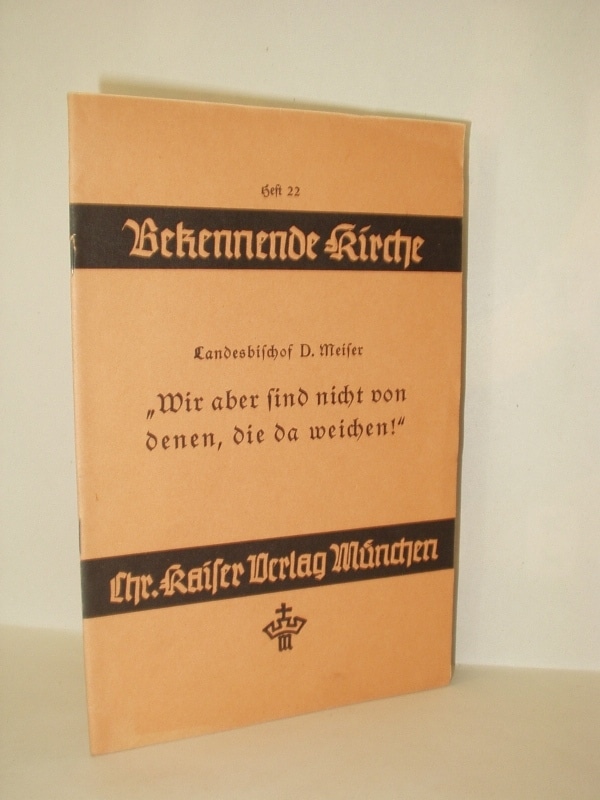 Heft 22
Bekennende Kirche
Landesbischof D. Meiser
„Wir aber sind nicht von
denen, die da weichen!“
Chr. Kaiser Verlag München
m